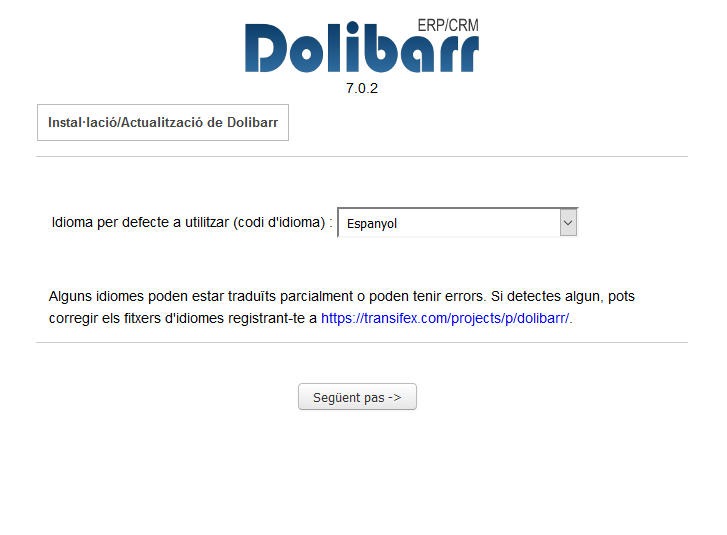 Dolibarr ERP/CRM
7.0.2
Instal·lació/Actualització de Dolibarr
Idioma per defecte a utilitzar (codi d'idioma) : Espanyol
Alguns idiomes poden estar traduïts parcialment o poden tenir errors. Si detectes algun, pots
corregir els fitxers d'idiomes registrant-te a https://transifex.com/projects/p/dolibarr/.
Següent pas ->